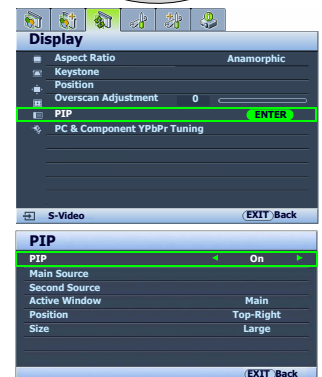 Display
Aspect Ratio Anamorphic
Keystone
Position
Overscan Adjustment 0
PIP ENTER
PC & Component YPbPr Tuning
S-Video EXIT Back
PIP
PIP On
Main Source
Second Source
Active Window Main
Position Top-Right
Size Large
EXIT Back